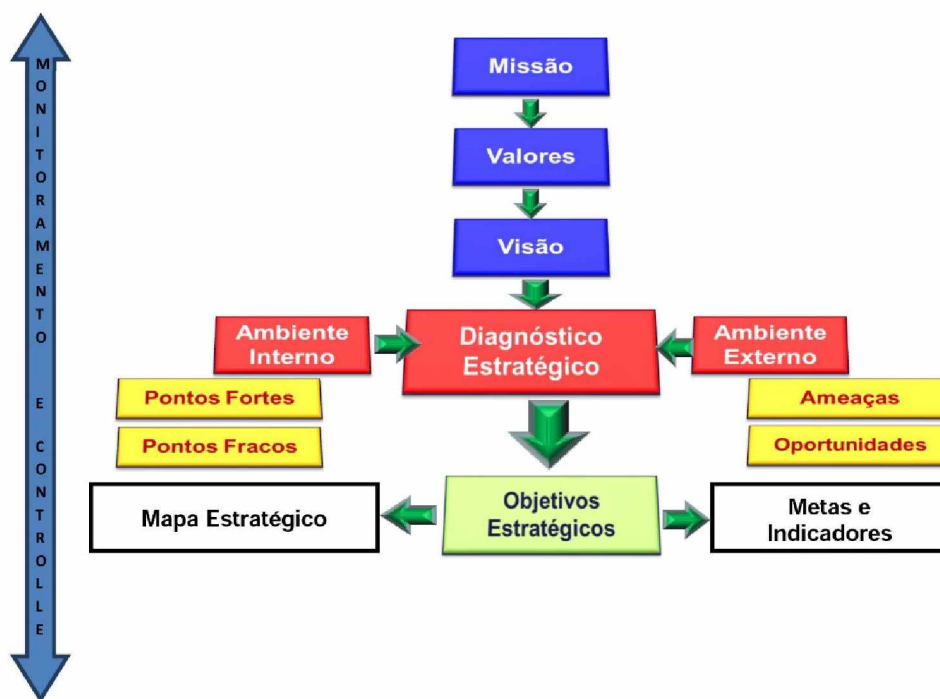 MONITORAMENTO E CONTROLLE
Missão
Valores
Visão
Ambiente
Interno
Diagnóstico
Estratégico
Ambiente
Externo
Pontos Fortes
Pontos Fracos
Ameaças
Oportunidades
Mapa Estratégico
Objetivos
Estratégicos
Metas e
Indicadores